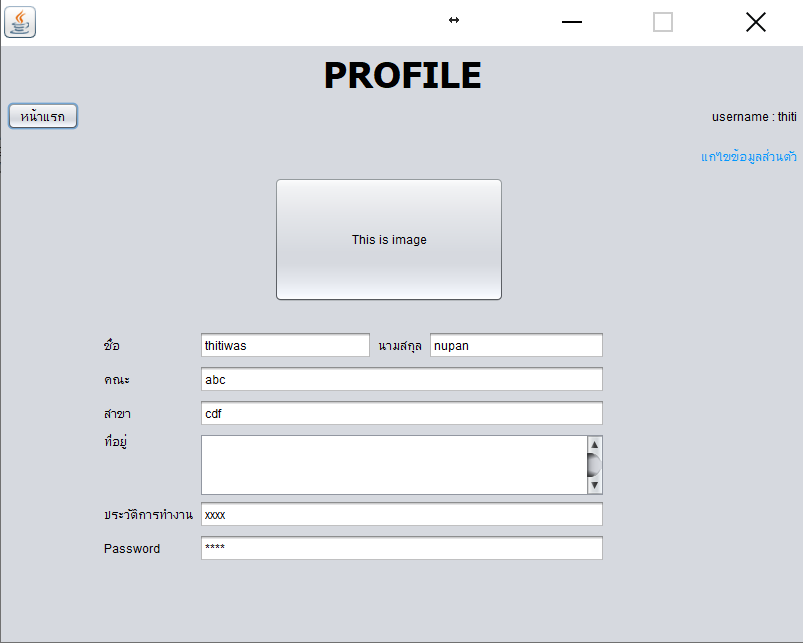 PROFILE
หน้าแรก
username : thiti
แก้ไขข้อมูลส่วนตัว
This is image
ชื่อ thitiwas นามสกุล nupan
คณะ abc
สาขา cdf
ที่อยู่
ประวัติการทำงาน xxxx
Password ****